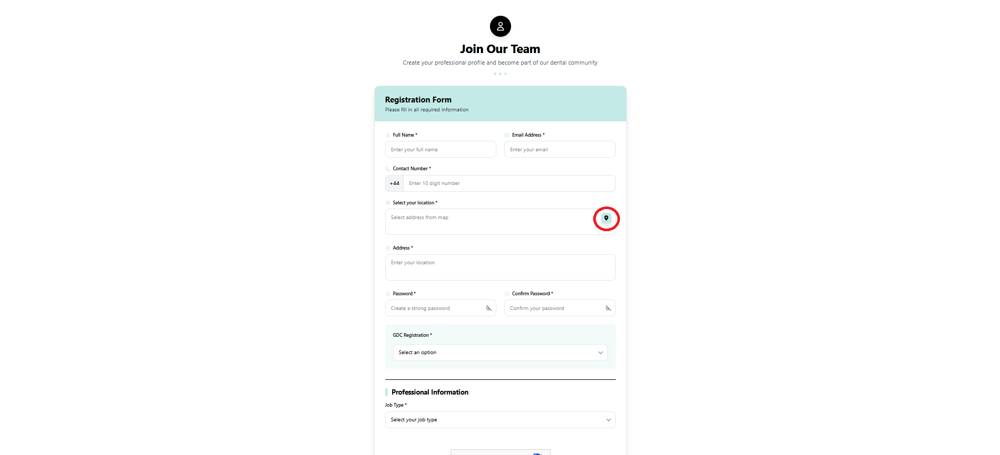 Join Our Team
Create your professional profile and become part of our dental community
Registration Form
Please fill in all required information
Full Name *
Email Address *
Enter your full name
Enter your email
Contact Number *
+44
Enter 10 digit number
Select your location *
Select address from map
Address *
Enter your location
Password *
Confirm Password *
Create a strong password
Confirm your password
GDC Registration *
Select an option
Professional Information
Job Type *
Select your job type